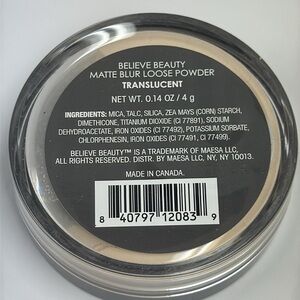 BELIEVE BEAUTY
MATTE BLUR LOOSE POWDER
TRANSLUCENT
NET WT. 0.14 OZ / 4 g
INGREDIENTS: MICA, TALC, SILICA, ZEA MAYS (CORN) STARCH,
DIMETHICONE, TITANIUM DIOXIDE (CI 77891), SODIUM
DEHYDROACETATE, IRON OXIDES (CI 77492), POTASSIUM SORBATE,
CHLORPHENESIN, IRON OXIDES (CI 77491, CI 77499).
BELIEVE BEAUTY™ IS A TRADEMARK OF MAESA LLC.
ALL RIGHTS RESERVED. DISTR. BY MAESA LLC, NY, NY 10013.
MADE IN CANADA.
8 40797 12083 9